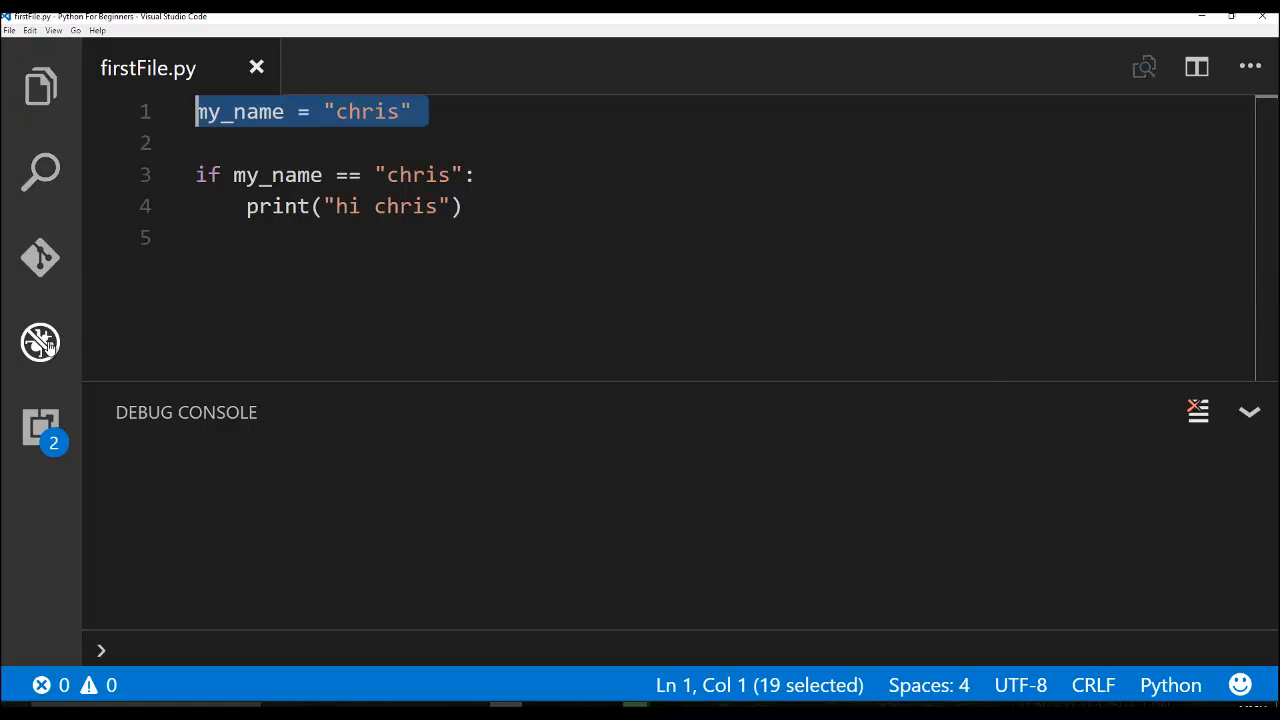 firstFile.py - Python For Beginners - Visual Studio Code
File Edit View Go Help
firstFile.py
1 my_name = "chris"
2
3 if my_name == "chris":
4     print("hi chris")
5
2
DEBUG CONSOLE
0 0 Ln 1, Col 1 (19 selected) Spaces: 4 UTF-8 CRLF Python